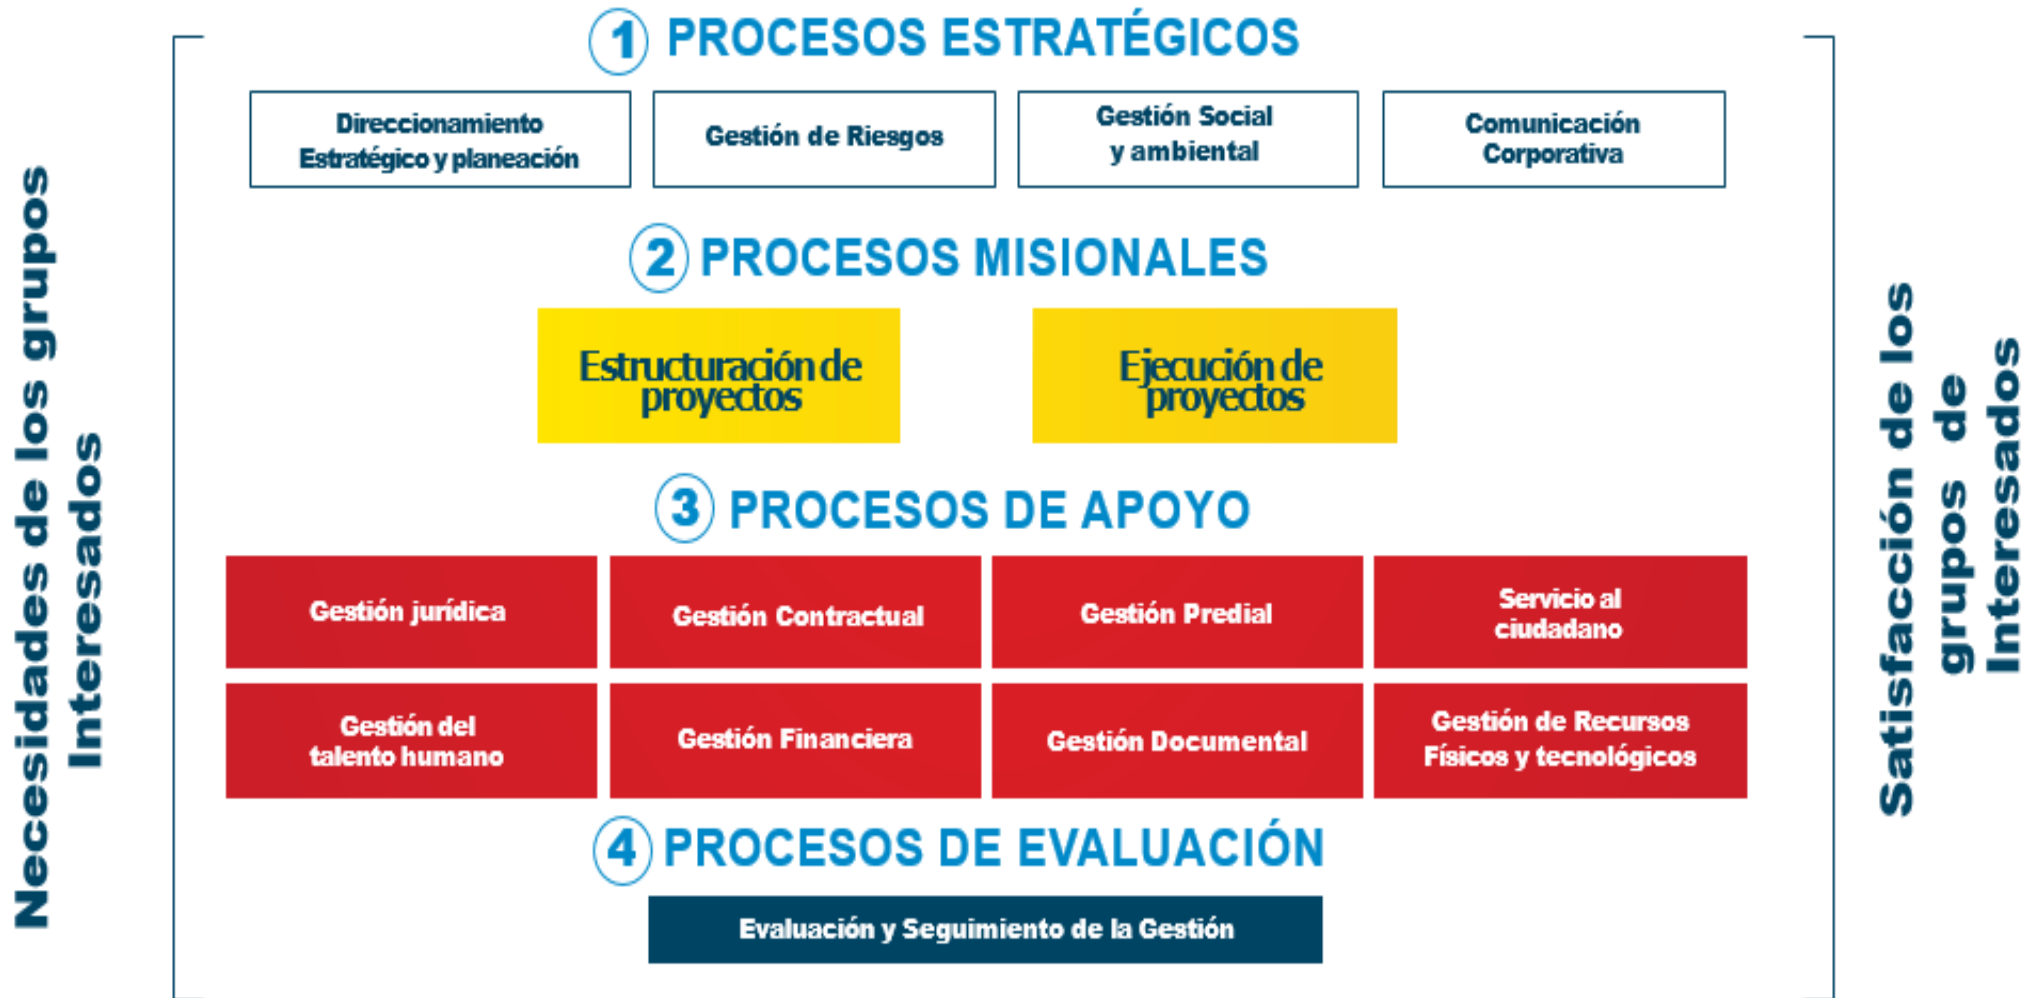 Necesidades de los grupos
Interesados
1 PROCESOS ESTRATÉGICOS
Direccionamiento
Estratégico y planeación
Gestión de Riesgos
Gestión Social
y ambiental
Comunicación
Corporativa
2 PROCESOS MISIONALES
Estructuración de
proyectos
Ejecución de
proyectos
3 PROCESOS DE APOYO
Gestión jurídica
Gestión Contractual
Gestión Predial
Servicio al
ciudadano
Gestión del
talento humano
Gestión Financiera
Gestión Documental
Gestión de Recursos
Físicos y tecnológicos
4 PROCESOS DE EVALUACIÓN
Evaluación y Seguimiento de la Gestión
Satisfacción de los
grupos de
Interesados